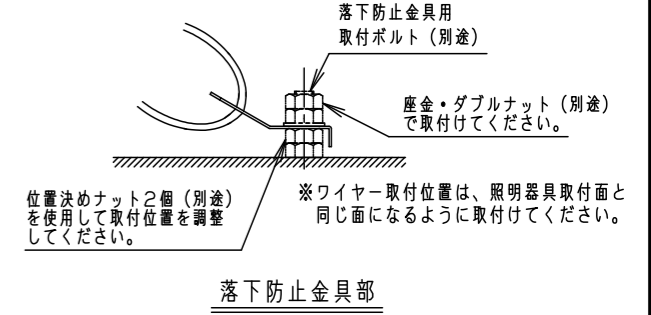 落下防止金具用
取付ボルト（別途）
座金・ダブルナット（別途）
で取付けてください。
位置決めナット２個（別途）
を使用して取付位置を調整
してください。
※ワイヤー取付位置は、照明器具取付面と
同じ面になるように取付けてください。
落下防止金具部